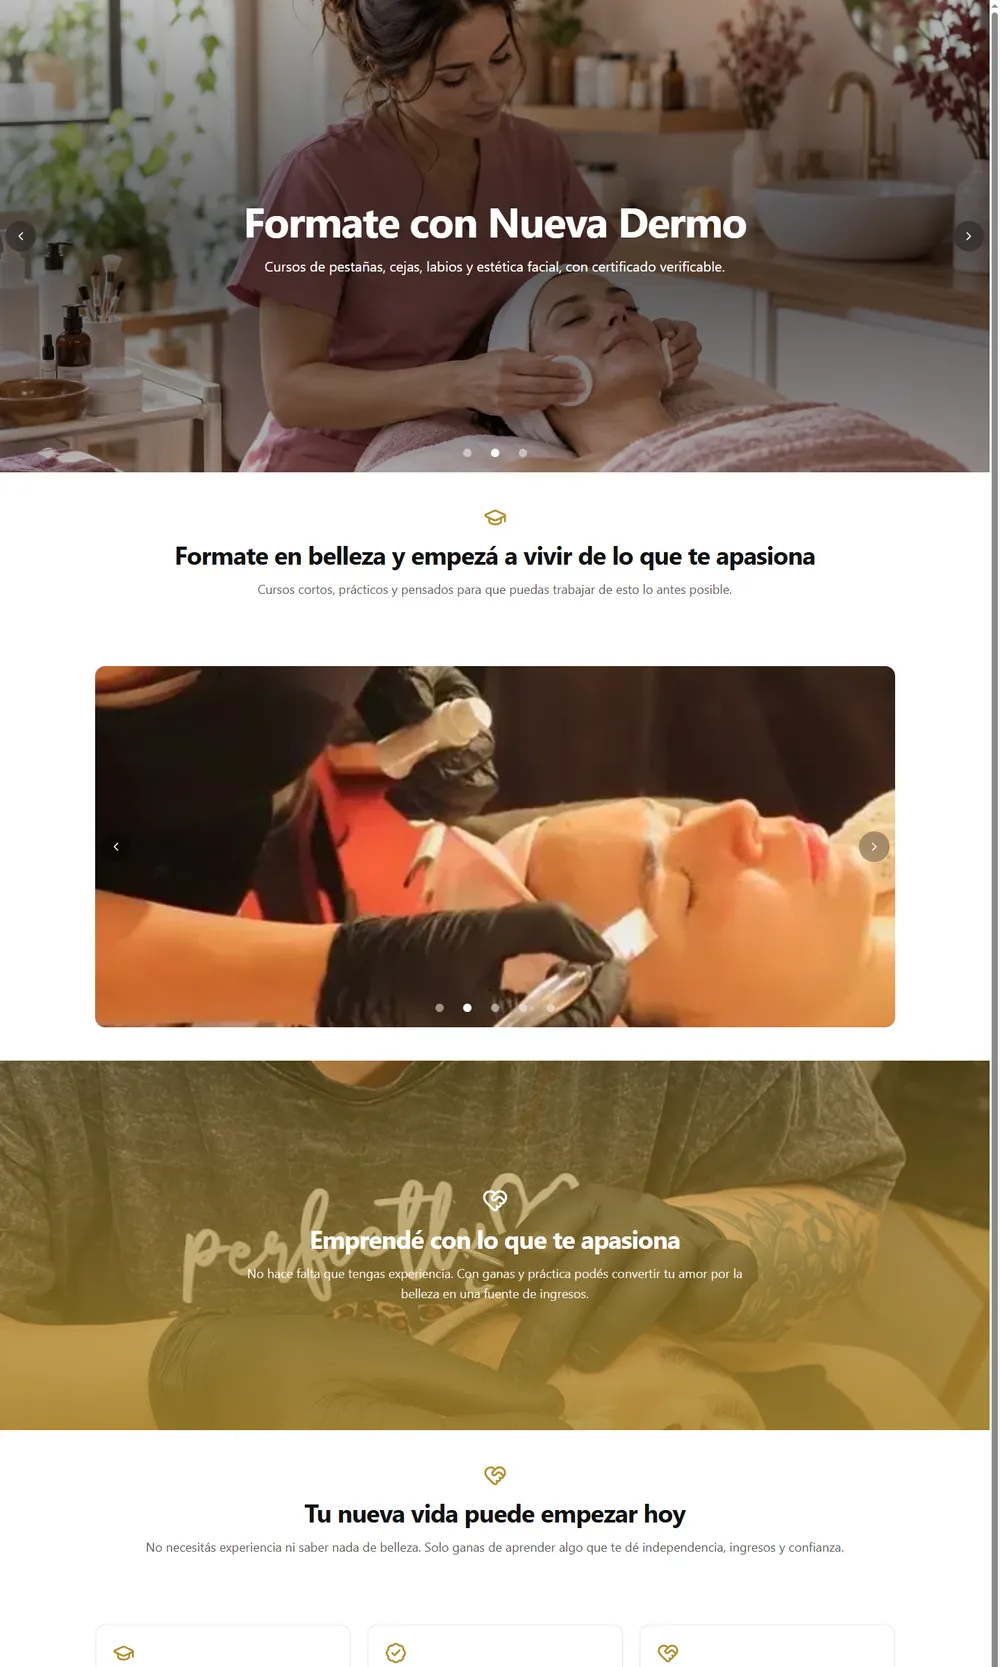 Formate con Nueva Dermo
Cursos de pestañas, cejas, labios y estética facial, con certificado verificable.
Formate en belleza y empezá a vivir de lo que te apasiona
Cursos cortos, prácticos y pensados para que puedas trabajar de esto lo antes posible.
perfectly
Emprendé con lo que te apasiona
No hace falta que tengas experiencia. Con ganas y práctica podés convertir tu amor por la
belleza en una fuente de ingresos.
Tu nueva vida puede empezar hoy
No necesitás experiencia ni saber nada de belleza. Solo ganas de aprender algo que te dé independencia, ingresos y confianza.